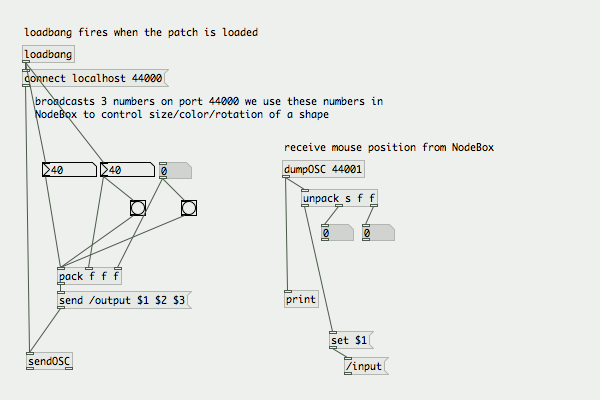 loadbang fires when the patch is loaded
loadbang
connect localhost 44000
broadcasts 3 numbers on port 44000 we use these numbers in
NodeBox to control size/color/rotation of a shape
receive mouse position from NodeBox
40
40
0
dumpOSC 44001
unpack s f f
0
0
pack f f f
send /output $1 $2 $3
print
set $1
sendOSC
/input